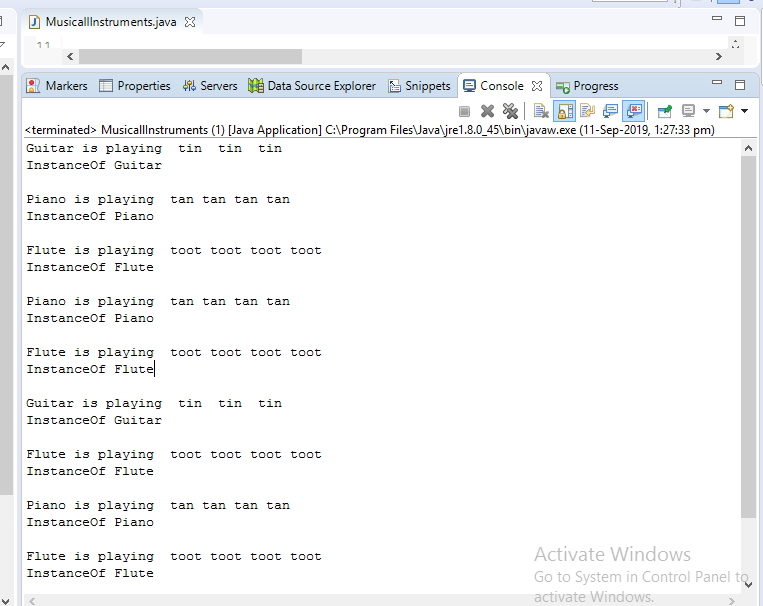 MusicalIInstruments.java
11
Markers Properties Servers Data Source Explorer Snippets Console Progress
<terminated> MusicalIInstruments (1) [Java Application] C:\Program Files\Java\jre1.8.0_45\bin\javaw.exe (11-Sep-2019, 1:27:33 pm)
Guitar is playing  tin  tin  tin
InstanceOf Guitar
Piano is playing  tan tan tan tan
InstanceOf Piano
Flute is playing  toot toot toot toot
InstanceOf Flute
Piano is playing  tan tan tan tan
InstanceOf Piano
Flute is playing  toot toot toot toot
InstanceOf Flute
Guitar is playing  tin  tin  tin
InstanceOf Guitar
Flute is playing  toot toot toot toot
InstanceOf Flute
Piano is playing  tan tan tan tan
InstanceOf Piano
Flute is playing  toot toot toot toot
InstanceOf Flute
Activate Windows
Go to System in Control Panel to
activate Windows.